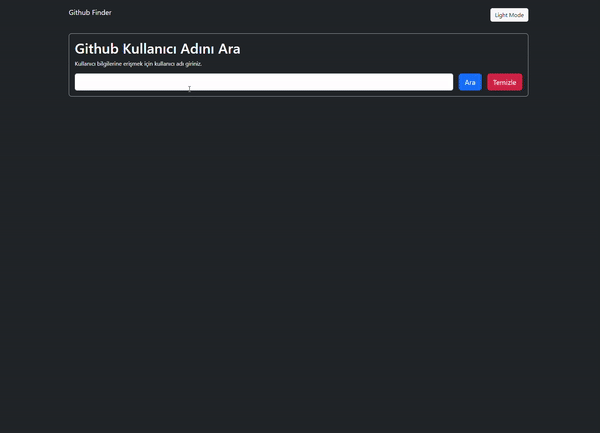 Github Finder
Light Mode
Github Kullanıcı Adını Ara
Kullanıcı bilgilerine erişmek için kullanıcı adı giriniz.
Ara
Temizle